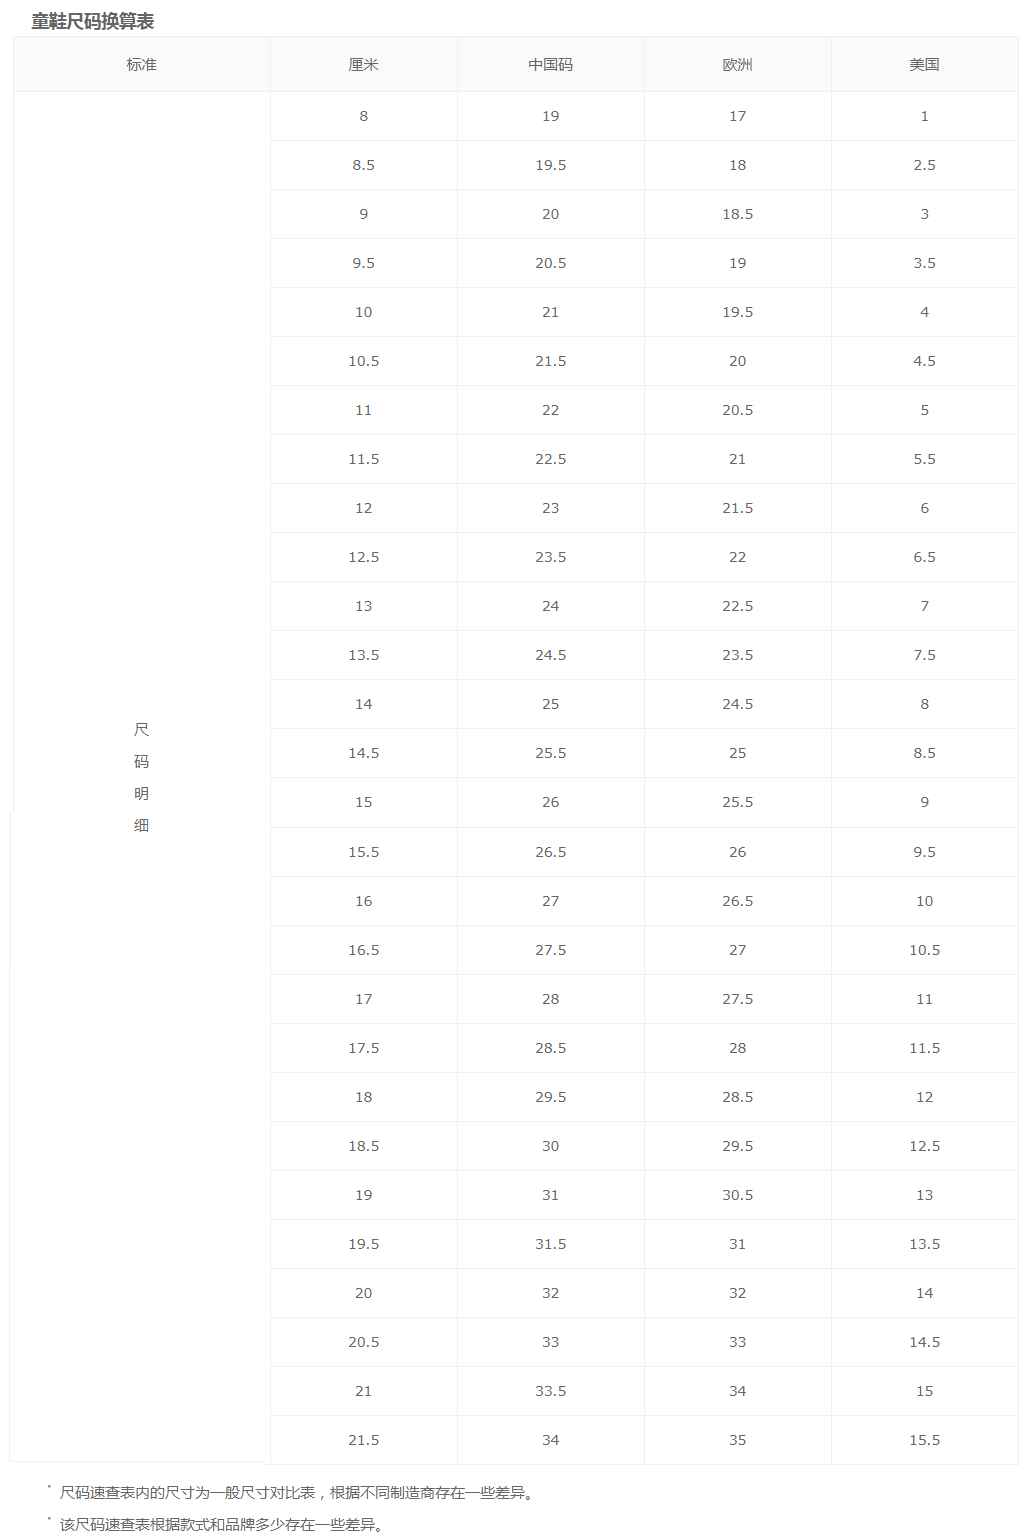 童鞋尺码换算表
标准 厘米 中国码 欧洲 美国
8 19 17 1
8.5 19.5 18 2.5
9 20 18.5 3
9.5 20.5 19 3.5
10 21 19.5 4
10.5 21.5 20 4.5
11 22 20.5 5
11.5 22.5 21 5.5
12 23 21.5 6
12.5 23.5 22 6.5
13 24 22.5 7
13.5 24.5 23.5 7.5
14 25 24.5 8
尺
14.5 25.5 25 8.5
码
明
15 26 25.5 9
细
15.5 26.5 26 9.5
16 27 26.5 10
16.5 27.5 27 10.5
17 28 27.5 11
17.5 28.5 28 11.5
18 29.5 28.5 12
18.5 30 29.5 12.5
19 31 30.5 13
19.5 31.5 31 13.5
20 32 32 14
20.5 33 33 14.5
21 33.5 34 15
21.5 34 35 15.5
尺码速查表内的尺寸为一般尺寸对比表，根据不同制造商存在一些差异。
该尺码速查表根据款式和品牌多少存在一些差异。